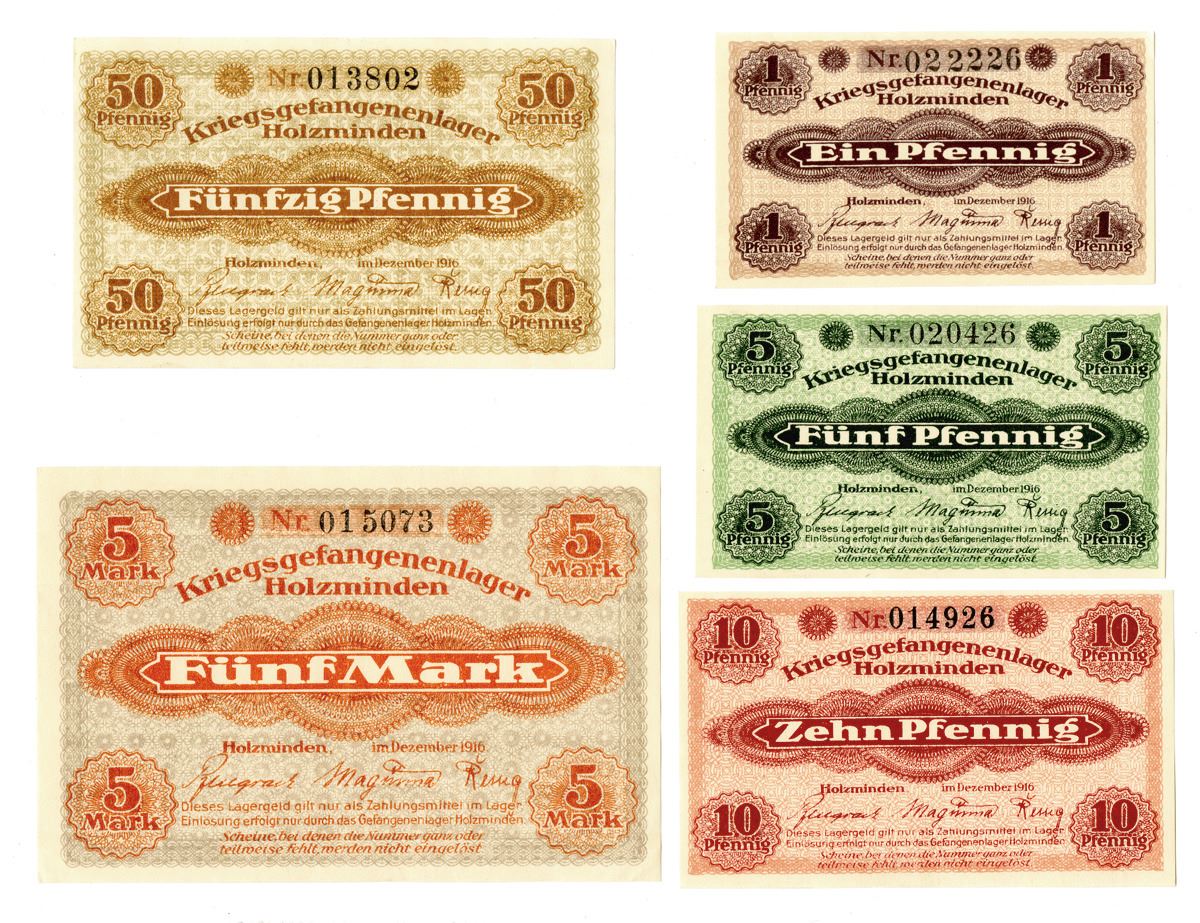 50 Pfennig
Nr. 013802
50 Pfennig
Kriegsgefangenenlager
Holzminden
Fünfzig Pfennig
Holzminden, im Dezember 1916
50 Pfennig
50 Pfennig
Dieses Lagergeld gilt nur als Zahlungsmittel im Lager.
Einlösung erfolgt nur durch das Gefangenenlager Holzminden.
Scheine, bei denen die Nummer ganz oder
teilweise fehlt, werden nicht eingelöst.
5 Mark
Nr. 015073
5 Mark
Kriegsgefangenenlager
Holzminden
Fünf Mark
Holzminden, im Dezember 1916
5 Mark
5 Mark
Dieses Lagergeld gilt nur als Zahlungsmittel im Lager.
Einlösung erfolgt nur durch das Gefangenenlager Holzminden.
Scheine, bei denen die Nummer ganz oder
teilweise fehlt, werden nicht eingelöst
1 Pfennig
Nr. 022226
1 Pfennig
Kriegsgefangenenlager
Holzminden
Ein Pfennig
Holzminden, im Dezember 1916
1 Pfennig
1 Pfennig
Dieses Lagergeld gilt nur als Zahlungsmittel im Lager.
Einlösung erfolgt nur durch das Gefangenenlager Holzminden.
Scheine, bei denen die Nummer ganz oder
teilweise fehlt, werden nicht eingelöst.
5 Pfennig
Nr. 020426
5 Pfennig
Kriegsgefangenenlager
Holzminden
Fünf Pfennig
Holzminden, im Dezember 1916
5 Pfennig
5 Pfennig
Dieses Lagergeld gilt nur als Zahlungsmittel im Lager.
Einlösung erfolgt nur durch das Gefangenenlager Holzminden.
Scheine, bei denen die Nummer ganz oder
teilweise fehlt, werden nicht eingelöst.
10 Pfennig
Nr. 014926
10 Pfennig
Kriegsgefangenenlager
Holzminden
Zehn Pfennig
Holzminden, im Dezember 1916
10 Pfennig
10 Pfennig
Dieses Lagergeld gilt nur als Zahlungsmittel im Lager.
Einlösung erfolgt nur durch das Gefangenenlager Holzminden.
Scheine, bei denen die Nummer ganz oder
teilweise fehlt, werden nicht eingelöst.